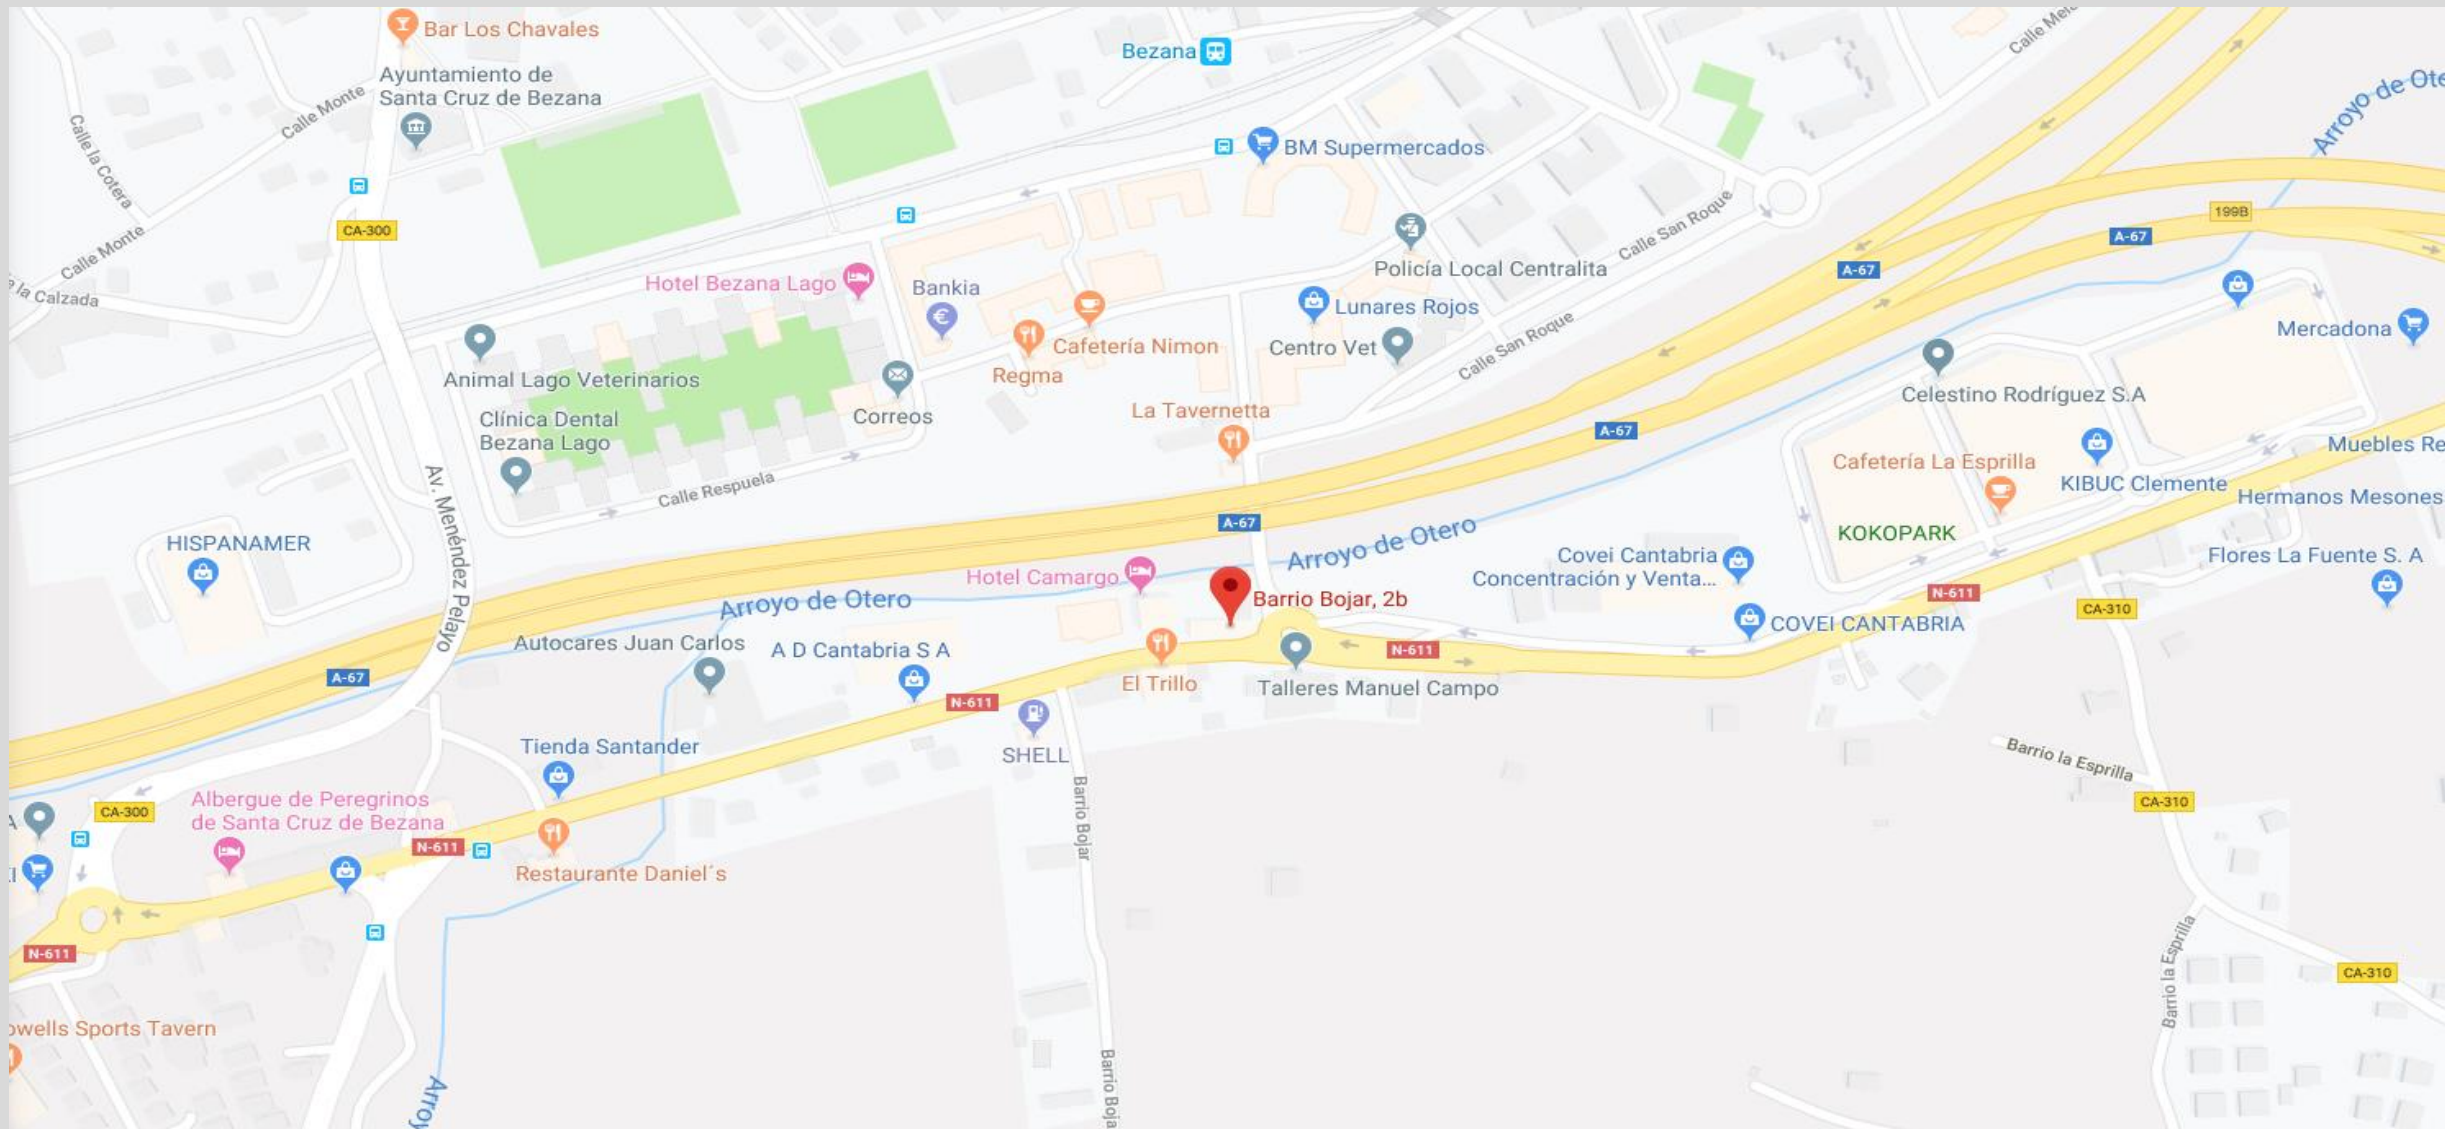 Bar Los Chavales
Bezana
Calle Mel
Ayuntamiento de
Santa Cruz de Bezana
Calle Monte
Calle la Cotera
Arroyo de Ote
BM Supermercados
CA-300
Calle Monte
Calle San Roque
199B
A-67
A-67
la Calzada
Hotel Bezana Lago
Bankia
Policía Local Centralita
Lunares Rojos
Mercadona
Calle San Roque
Centro Vet
Cafetería Nimon
Regma
Animal Lago Veterinarios
Correos
La Tavernetta
Celestino Rodríguez S.A
Clínica Dental
Bezana Lago
A-67
Muebles Re
Cafetería La Esprilla
KIBUC Clemente
Hermanos Mesones
Calle Respuela
Av. Menéndez Pelayo
A-67
KOKOPARK
HISPANAMER
Arroyo de Otero
Covei Cantabria
Concentración y Venta...
Flores La Fuente S. A
Hotel Camargo
Barrio Bojar, 2b
N-611
CA-310
Arroyo de Otero
COVEI CANTABRIA
Autocares Juan Carlos
A D Cantabria S A
N-611
A-67
El Trillo
Talleres Manuel Campo
N-611
SHELL
Tienda Santander
Barrio la Esprilla
CA-310
Albergue de Peregrinos
de Santa Cruz de Bezana
CA-300
A
Barrio Bojar
N-611
Restaurante Daniel´s
N-611
Barrio la Esprilla
CA-310
owells Sports Tavern
Barrio Boja
Arroy